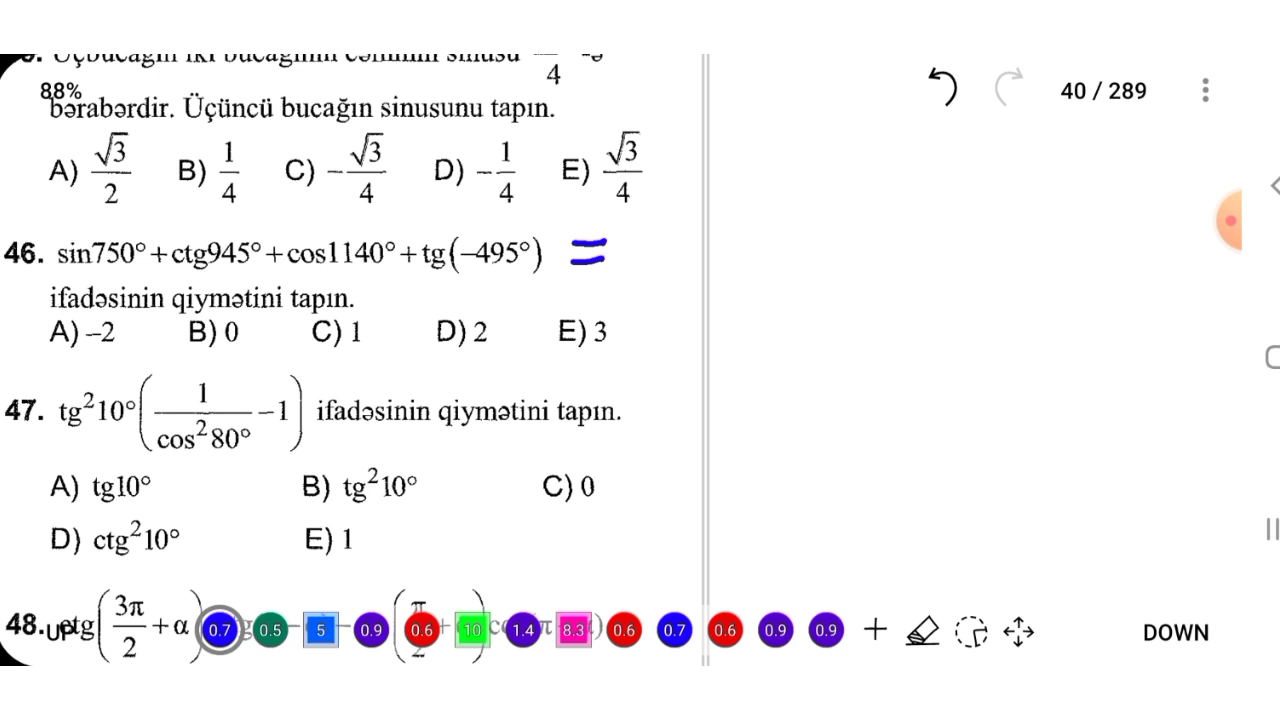 4
88%
bərabərdir. Üçüncü bucağın sinusunu tapın.
A) √3/2 B) 1/4 C) −√3/4 D) −1/4 E) √3/4
46. sin750°+ctg945°+cos1140°+tg(−495°) =
ifadəsinin qiymətini tapın.
A) −2 B) 0 C) 1 D) 2 E) 3
47. tg²10°(1/cos²80° −1) ifadəsinin qiymətini tapın.
A) tg10° B) tg²10° C) 0
D) ctg²10° E) 1
48. tg(3π/2 + α)
UP 0.7 0.5 5 0.9 0.6 10 1.4 8.3 0.6 0.7 0.6 0.9 0.9 + DOWN
40 / 289